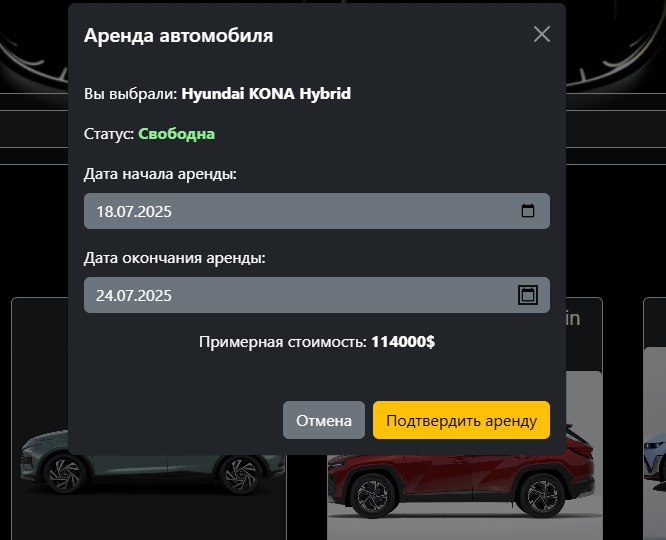 Аренда автомобиля
Вы выбрали: Hyundai KONA Hybrid
Статус: Свободна
Дата начала аренды:
18.07.2025
Дата окончания аренды:
24.07.2025
in
Примерная стоимость: 114000$
Отмена
Подтвердить аренду